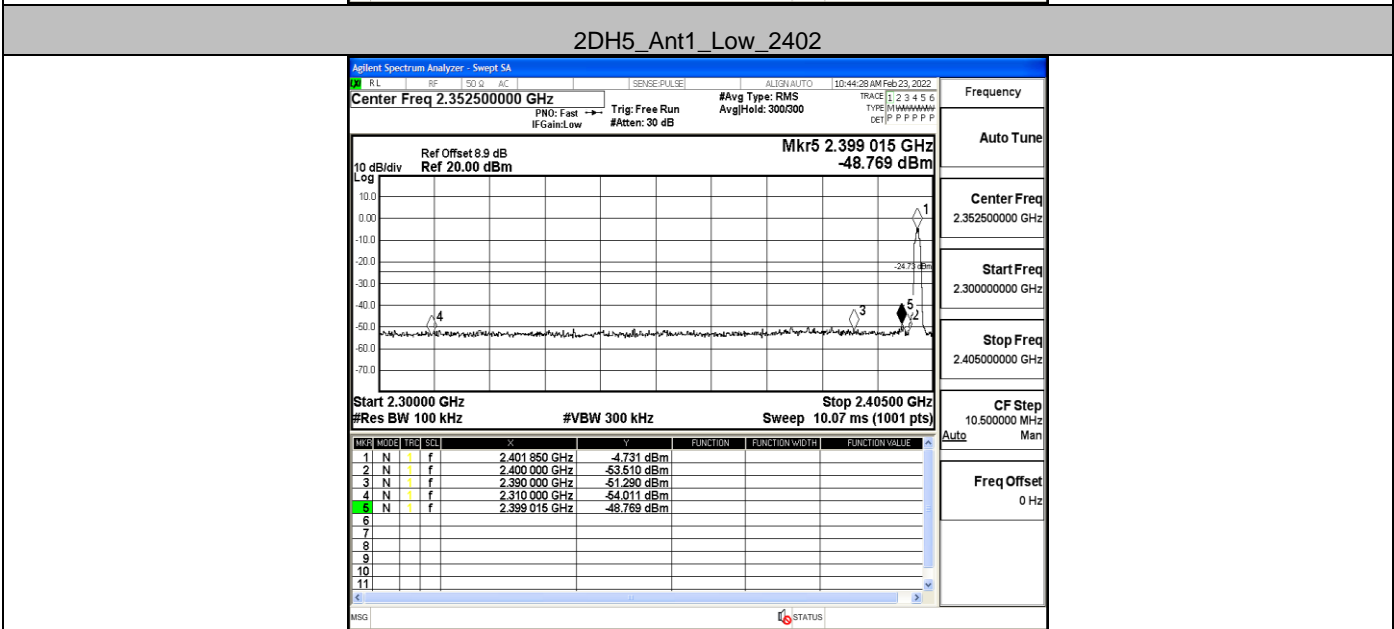 2DH5_Ant1_Low_2402
Agilent Spectrum Analyzer - Swept SA
RL RF 50 Ω AC SENSE:PULSE ALIGN AUTO 10:44:28 AM Feb 23, 2022
Center Freq 2.352500000 GHz #Avg Type: RMS TRACE 1 2 3 4 5 6
PNO: Fast Trig: Free Run Avg|Hold: 300/300 TYPE M
IFGain:Low #Atten: 30 dB DET P P P P P P
Mkr5 2.399 015 GHz
-48.769 dBm
Ref Offset 8.9 dB
10 dB/div Ref 20.00 dBm
Log
10.0
0.00
-10.0
-20.0
-30.0
-40.0
-50.0
-60.0
-70.0
1
-24.73 dBm
4
3
5
2
Start 2.30000 GHz Stop 2.40500 GHz
#Res BW 100 kHz #VBW 300 kHz Sweep 10.07 ms (1001 pts)
MKR MODE TRC SCL X Y FUNCTION FUNCTION WIDTH FUNCTION VALUE
1 N 1 f 2.401 850 GHz -4.731 dBm
2 N 1 f 2.400 000 GHz -53.510 dBm
3 N 1 f 2.390 000 GHz -51.290 dBm
4 N 1 f 2.310 000 GHz -54.011 dBm
5 N 1 f 2.399 015 GHz -48.769 dBm
6
7
8
9
10
11
MSG STATUS
Frequency
Auto Tune
Center Freq
2.352500000 GHz
Start Freq
2.300000000 GHz
Stop Freq
2.405000000 GHz
CF Step
10.500000 MHz
Auto Man
Freq Offset
0 Hz